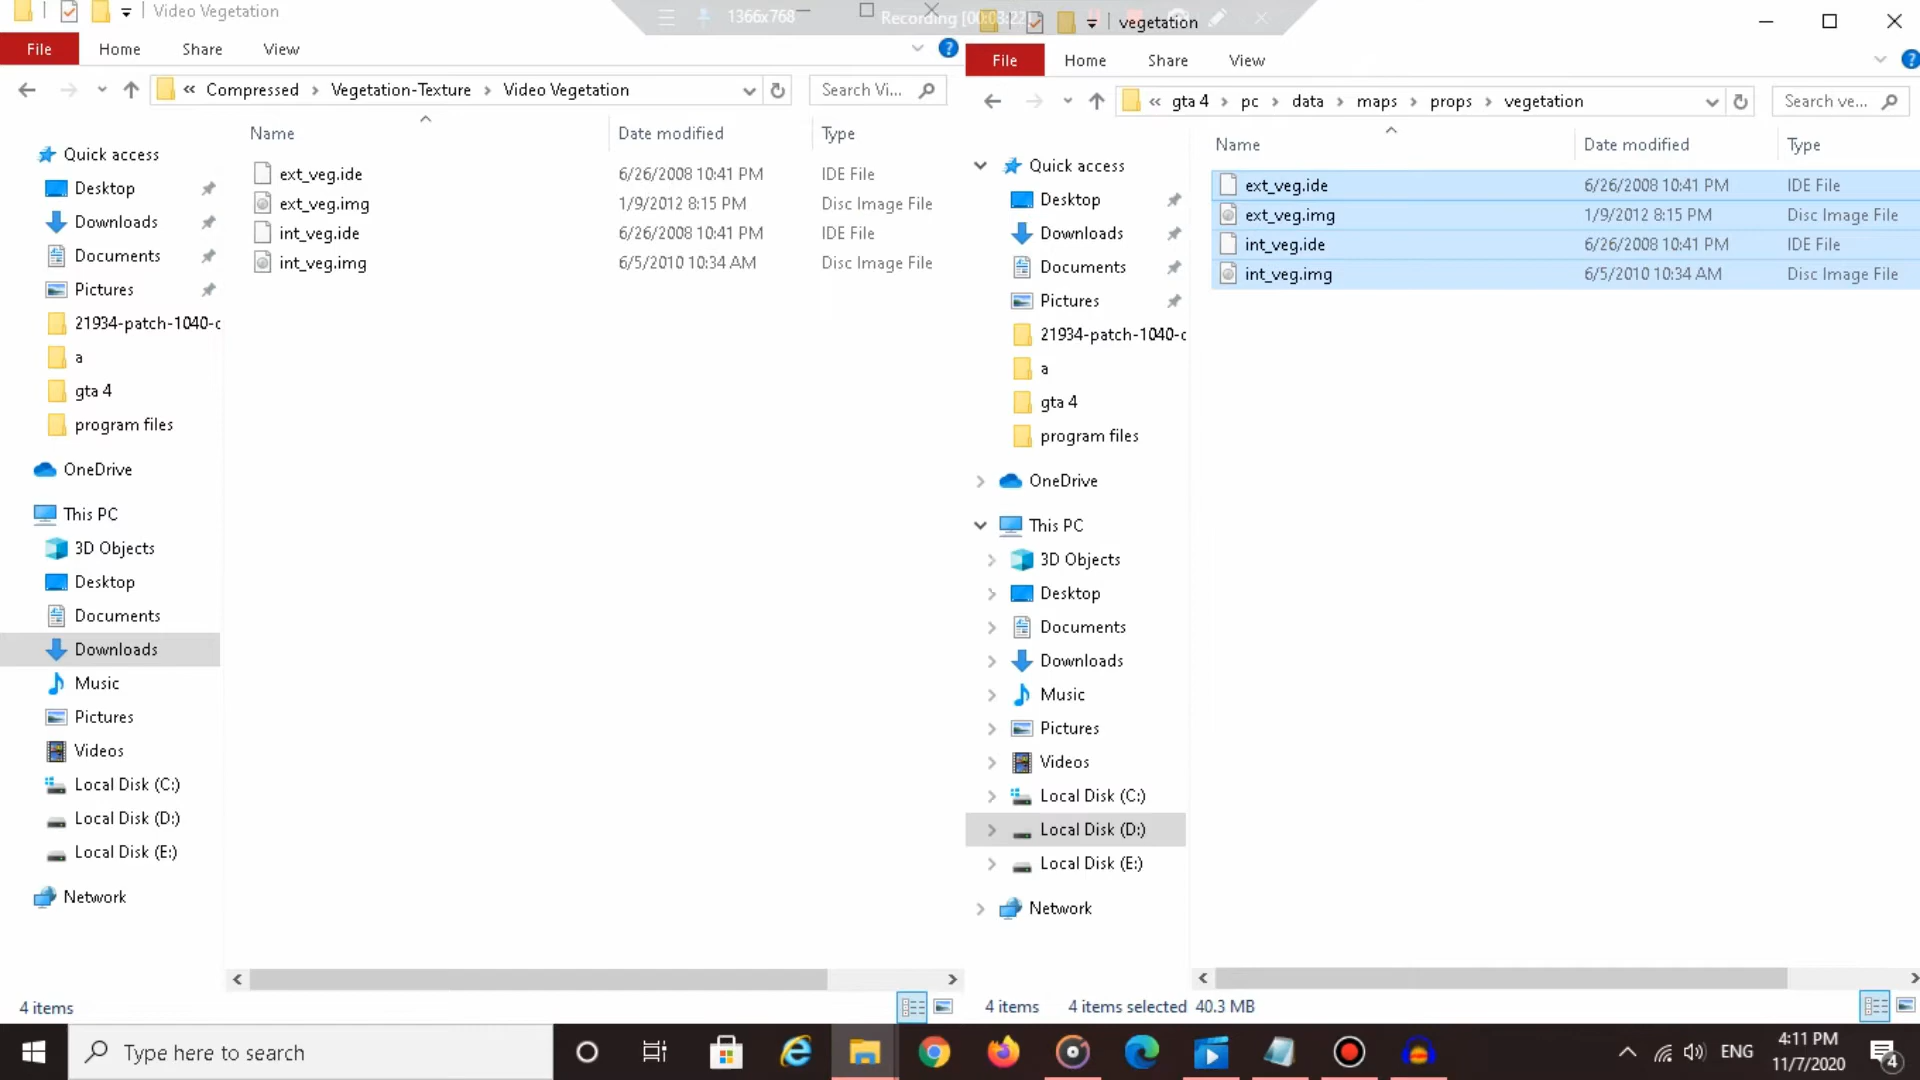 Video Vegetation
File Home Share View
« Compressed › Vegetation-Texture › Video Vegetation
Search Vi...
Name Date modified Type
ext_veg.ide 6/26/2008 10:41 PM IDE File
ext_veg.img 1/9/2012 8:15 PM Disc Image File
int_veg.ide 6/26/2008 10:41 PM IDE File
int_veg.img 6/5/2010 10:34 AM Disc Image File
Quick access
Desktop
Downloads
Documents
Pictures
21934-patch-1040-c
a
gta 4
program files
OneDrive
This PC
3D Objects
Desktop
Documents
Downloads
Music
Pictures
Videos
Local Disk (C:)
Local Disk (D:)
Local Disk (E:)
Network
4 items
1366x768
Recording [00:03:22]
vegetation
File Home Share View
« gta 4 › pc › data › maps › props › vegetation
Search ve...
Name Date modified Type
ext_veg.ide 6/26/2008 10:41 PM IDE File
ext_veg.img 1/9/2012 8:15 PM Disc Image File
int_veg.ide 6/26/2008 10:41 PM IDE File
int_veg.img 6/5/2010 10:34 AM Disc Image File
Quick access
Desktop
Downloads
Documents
Pictures
21934-patch-1040-c
a
gta 4
program files
OneDrive
This PC
3D Objects
Desktop
Documents
Downloads
Music
Pictures
Videos
Local Disk (C:)
Local Disk (D:)
Local Disk (E:)
Network
4 items 4 items selected 40.3 MB
Type here to search
ENG
4:11 PM
11/7/2020
4